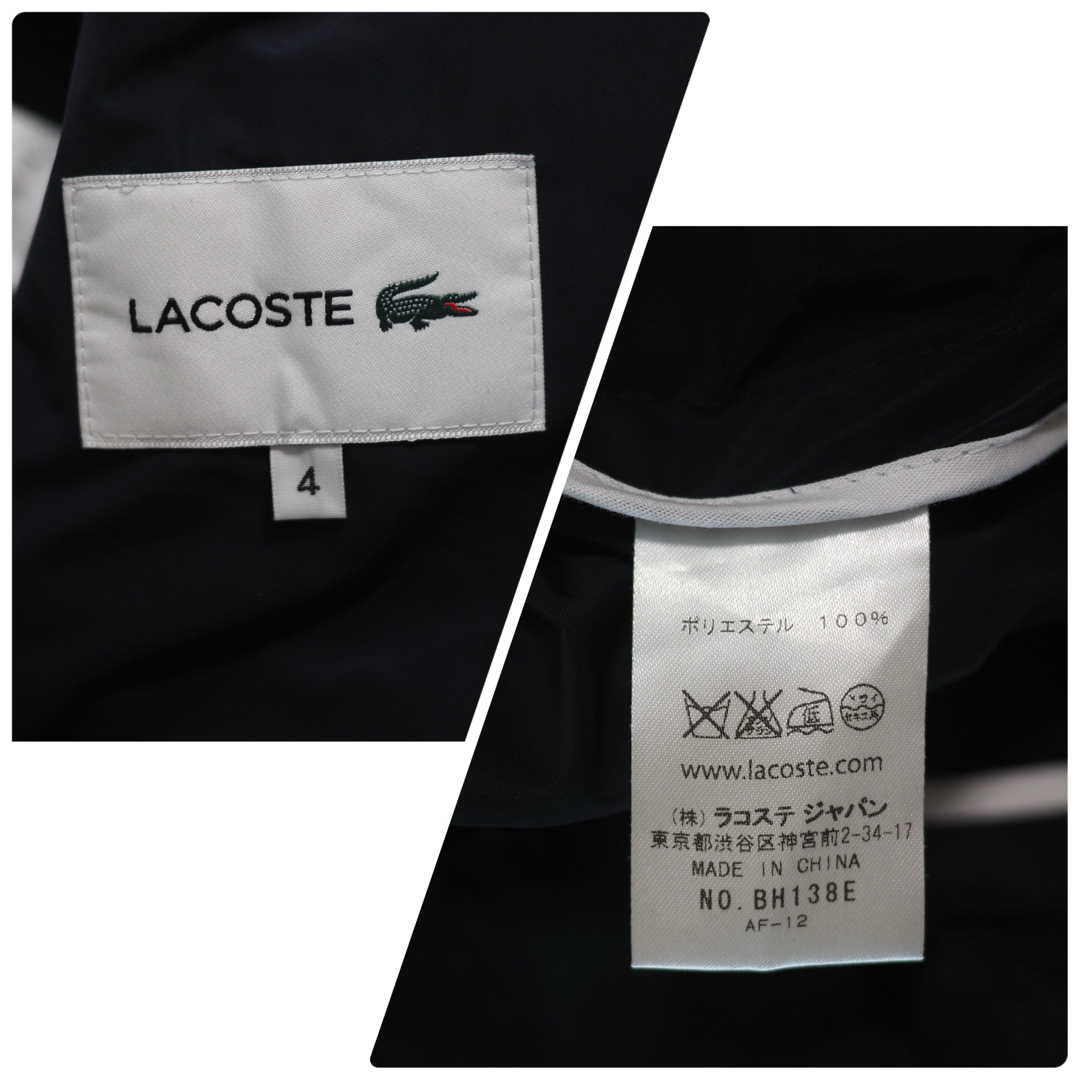 LACOSTE
4
ポリエステル 100%
低
www.lacoste.com
(株) ラコステ ジャパン
東京都渋谷区神宮前2-34-17
MADE IN CHINA
NO. BH138E
AF-12